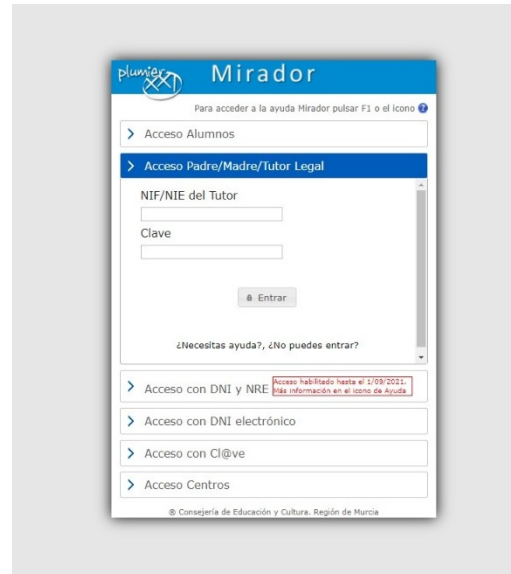 plumier XXI
Mirador
Para acceder a la ayuda Mirador pulsar F1 o el icono ?
Acceso Alumnos
Acceso Padre/Madre/Tutor Legal
NIF/NIE del Tutor
Clave
Entrar
¿Necesitas ayuda?, ¿No puedes entrar?
Acceso con DNI y NRE
Acceso habilitado hasta el 1/09/2021.
Más información en el icono de Ayuda
Acceso con DNI electrónico
Acceso con Cl@ve
Acceso Centros
® Consejería de Educación y Cultura. Región de Murcia